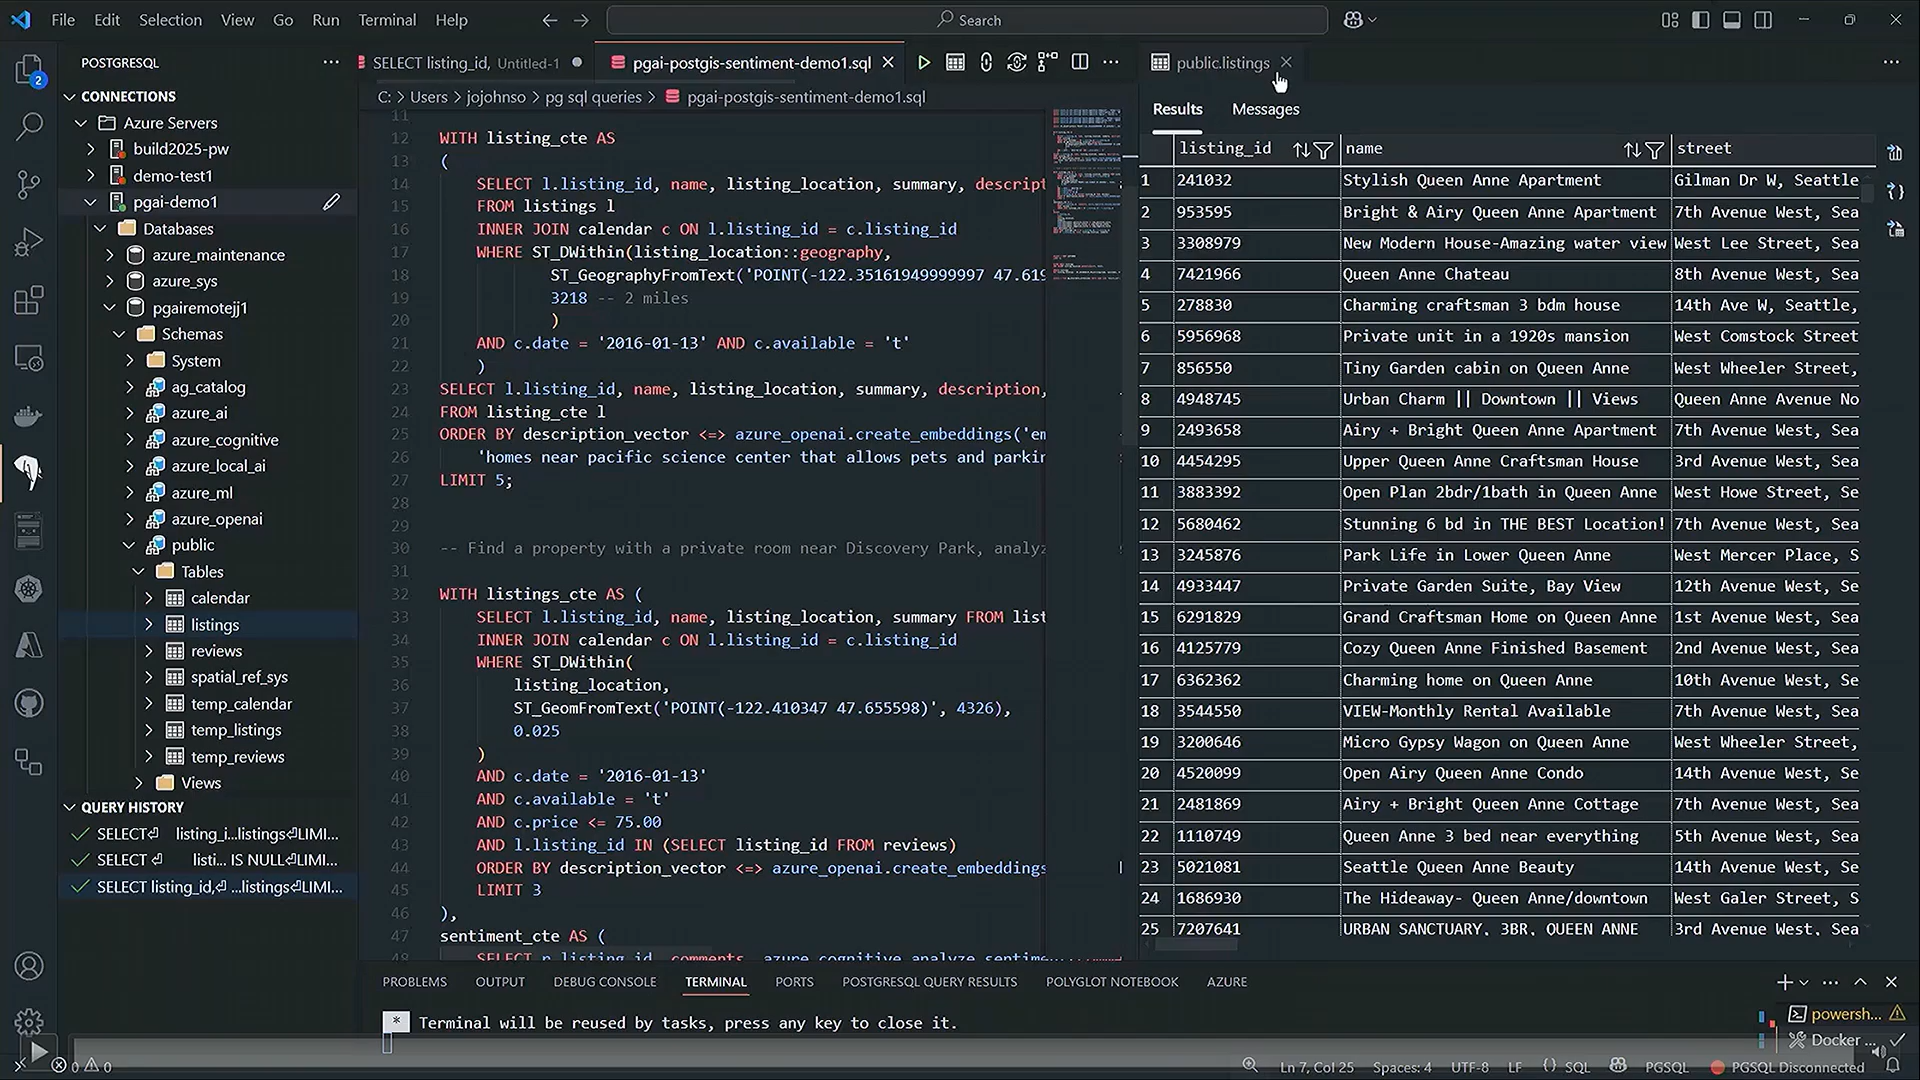 File Edit Selection View Go Run Terminal Help
Search
POSTGRESQL
2
CONNECTIONS
Azure Servers
build2025-pw
demo-test1
pgai-demo1
Databases
azure_maintenance
azure_sys
pgairemotejj1
Schemas
System
ag_catalog
azure_ai
azure_cognitive
azure_local_ai
azure_ml
azure_openai
public
Tables
calendar
listings
reviews
spatial_ref_sys
temp_calendar
temp_listings
temp_reviews
Views
QUERY HISTORY
SELECT⏎ listing_i...listings⏎LIMI...
SELECT ⏎ listi... IS NULL⏎LIMI...
SELECT listing_id,⏎ ...listings⏎LIMI...
SELECT listing_id, Untitled-1
pgai-postgis-sentiment-demo1.sql
C: > Users > jojohnso > pg sql queries > pgai-postgis-sentiment-demo1.sql
11
12 WITH listing_cte AS
13 (
14 SELECT l.listing_id, name, listing_location, summary, descript
15 FROM listings l
16 INNER JOIN calendar c ON l.listing_id = c.listing_id
17 WHERE ST_DWithin(listing_location::geography,
18 ST_GeographyFromText('POINT(-122.35161949999997 47.619
19 3218 -- 2 miles
20 )
21 AND c.date = '2016-01-13' AND c.available = 't'
22 )
23 SELECT l.listing_id, name, listing_location, summary, description,
24 FROM listing_cte l
25 ORDER BY description_vector <=> azure_openai.create_embeddings('em
26 'homes near pacific science center that allows pets and parkin
27 LIMIT 5;
28
29
30 -- Find a property with a private room near Discovery Park, analyz
31
32 WITH listings_cte AS (
33 SELECT l.listing_id, name, listing_location, summary FROM list
34 INNER JOIN calendar c ON l.listing_id = c.listing_id
35 WHERE ST_DWithin(
36 listing_location,
37 ST_GeomFromText('POINT(-122.410347 47.655598)', 4326),
38 0.025
39 )
40 AND c.date = '2016-01-13'
41 AND c.available = 't'
42 AND c.price <= 75.00
43 AND l.listing_id IN (SELECT listing_id FROM reviews)
44 ORDER BY description_vector <=> azure_openai.create_embeddings
45 LIMIT 3
46 ),
47 sentiment_cte AS (
48 SELECT r.listing_id, comments, azure_cognitive.analyze_sentim
public.listings
Results Messages
listing_id name street
1 241032 Stylish Queen Anne Apartment Gilman Dr W, Seattle
2 953595 Bright & Airy Queen Anne Apartment 7th Avenue West, Sea
3 3308979 New Modern House-Amazing water view West Lee Street, Sea
4 7421966 Queen Anne Chateau 8th Avenue West, Sea
5 278830 Charming craftsman 3 bdm house 14th Ave W, Seattle,
6 5956968 Private unit in a 1920s mansion West Comstock Street
7 856550 Tiny Garden cabin on Queen Anne West Wheeler Street,
8 4948745 Urban Charm || Downtown || Views Queen Anne Avenue No
9 2493658 Airy + Bright Queen Anne Apartment 7th Avenue West, Sea
10 4454295 Upper Queen Anne Craftsman House 3rd Avenue West, Sea
11 3883392 Open Plan 2bdr/1bath in Queen Anne West Howe Street, Se
12 5680462 Stunning 6 bd in THE BEST Location! 7th Avenue West, Sea
13 3245876 Park Life in Lower Queen Anne West Mercer Place, S
14 4933447 Private Garden Suite, Bay View 12th Avenue West, Se
15 6291829 Grand Craftsman Home on Queen Anne 1st Avenue West, Sea
16 4125779 Cozy Queen Anne Finished Basement 2nd Avenue West, Sea
17 6362362 Charming home on Queen Anne 10th Avenue West, Se
18 3544550 VIEW-Monthly Rental Available 7th Avenue West, Sea
19 3200646 Micro Gypsy Wagon on Queen Anne West Wheeler Street,
20 4520099 Open Airy Queen Anne Condo 14th Avenue West, Se
21 2481869 Airy + Bright Queen Anne Cottage 7th Avenue West, Sea
22 1110749 Queen Anne 3 bed near everything 5th Avenue West, Sea
23 5021081 Seattle Queen Anne Beauty 14th Avenue West, Se
24 1686930 The Hideaway- Queen Anne/downtown West Galer Street, S
25 7207641 URBAN SANCTUARY, 3BR, QUEEN ANNE 3rd Avenue West, Sea
PROBLEMS OUTPUT DEBUG CONSOLE TERMINAL PORTS POSTGRESQL QUERY RESULTS POLYGLOT NOTEBOOK AZURE
* Terminal will be reused by tasks, press any key to close it.
powersh...
Docker ...
0 0
Ln 7, Col 25 Spaces: 4 UTF-8 LF SQL PGSQL PGSQL Disconnected